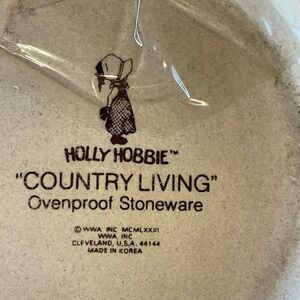 HOLLY HOBBIE™
"COUNTRY LIVING"
Ovenproof Stoneware
© WWA, INC MCMLXXXI
WWA, INC
CLEVELAND, U.S.A. 44144
MADE IN KOREA